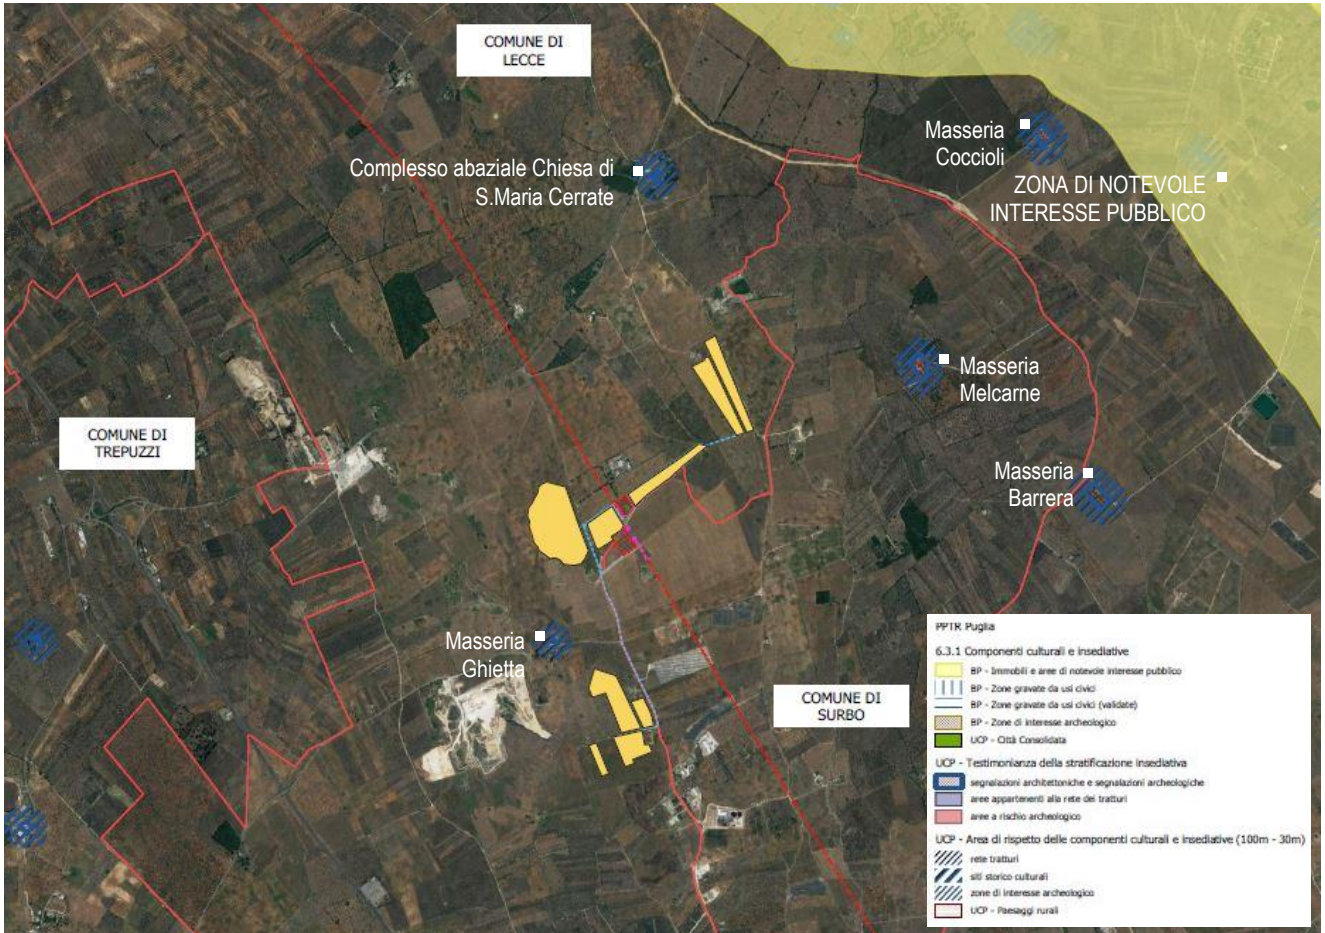 COMUNE DI
LECCE
Masseria
Coccioli
Complesso abaziale Chiesa di
S.Maria Cerrate
ZONA DI NOTEVOLE
INTERESSE PUBBLICO
Masseria
Melcarne
COMUNE DI
TREPUZZI
Masseria
Barrera
Masseria
Ghietta
COMUNE DI
SURBO
PPTR Puglia
6.3.1 Componenti culturali e insediative
BP - Immobili e aree di notevole interesse pubblico
BP - Zone gravate da usi civici
BP - Zone gravate da usi civici (validate)
BP - Zone di interesse archeologico
UCP - Città Consolidata
UCP - Testimonianza della stratificazione insediativa
segnalazioni architettoniche e segnalazioni archeologiche
aree appartenenti alla rete dei tratturi
aree a rischio archeologico
UCP - Area di rispetto delle componenti culturali e insediative (100m - 30m)
rete tratturi
siti storico culturali
zone di interesse archeologico
UCP - Paesaggi rurali